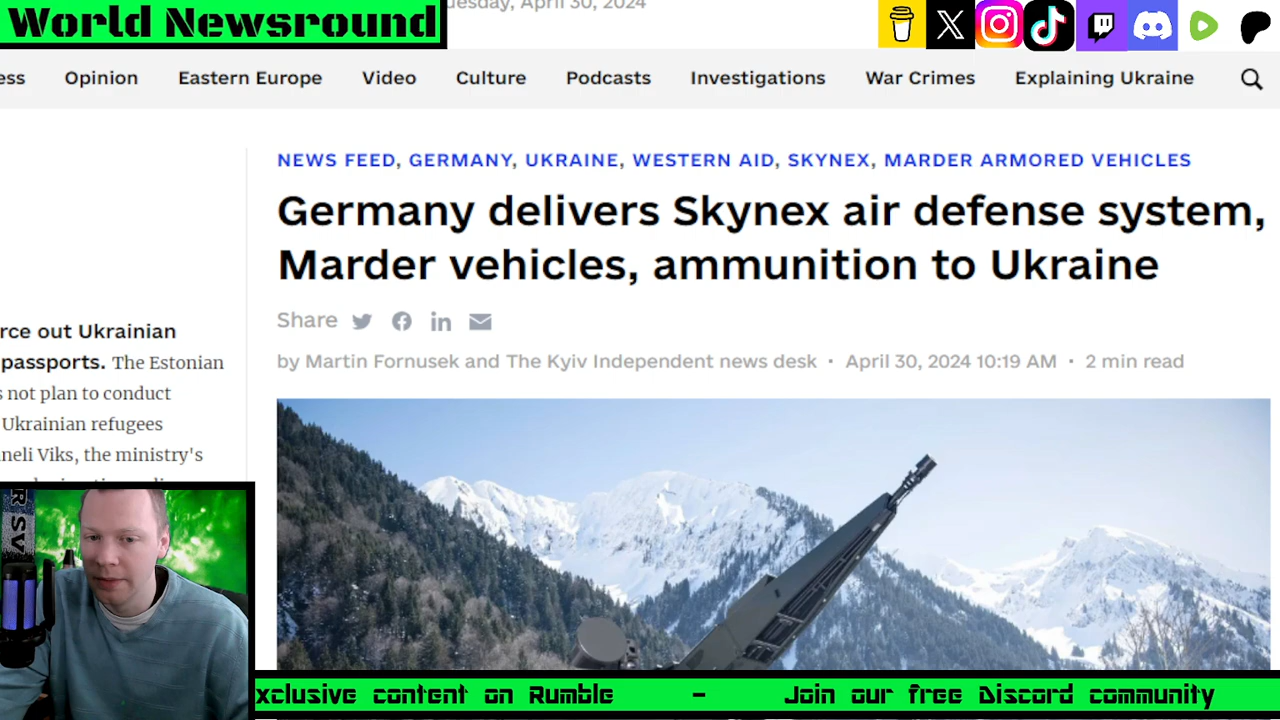 World Newsround
uesday, April 30, 2024
ess Opinion Eastern Europe Video Culture Podcasts Investigations War Crimes Explaining Ukraine
NEWS FEED, GERMANY, UKRAINE, WESTERN AID, SKYNEX, MARDER ARMORED VEHICLES
Germany delivers Skynex air defense system,
Marder vehicles, ammunition to Ukraine
Share
by Martin Fornusek and The Kyiv Independent news desk · April 30, 2024 10:19 AM · 2 min read
rce out Ukrainian
passports. The Estonian
s not plan to conduct
Ukrainian refugees
neli Viks, the ministry's
R SV
xclusive content on Rumble - Join our free Discord community